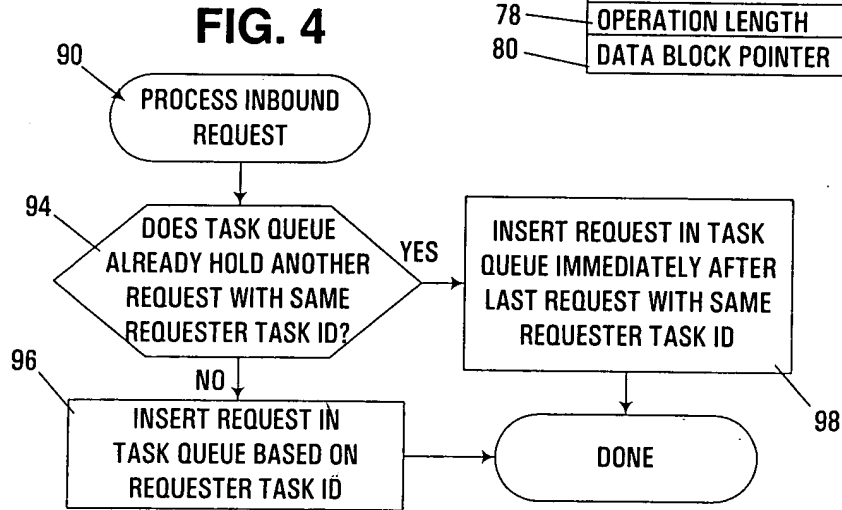 FIG. 4
78
OPERATION LENGTH
80
DATA BLOCK POINTER
90
PROCESS INBOUND
REQUEST
94
DOES TASK QUEUE
ALREADY HOLD ANOTHER
REQUEST WITH SAME
REQUESTER TASK ID?
YES
INSERT REQUEST IN TASK
QUEUE IMMEDIATELY AFTER
LAST REQUEST WITH SAME
REQUESTER TASK ID
98
NO
96
INSERT REQUEST IN
TASK QUEUE BASED ON
REQUESTER TASK ID
DONE